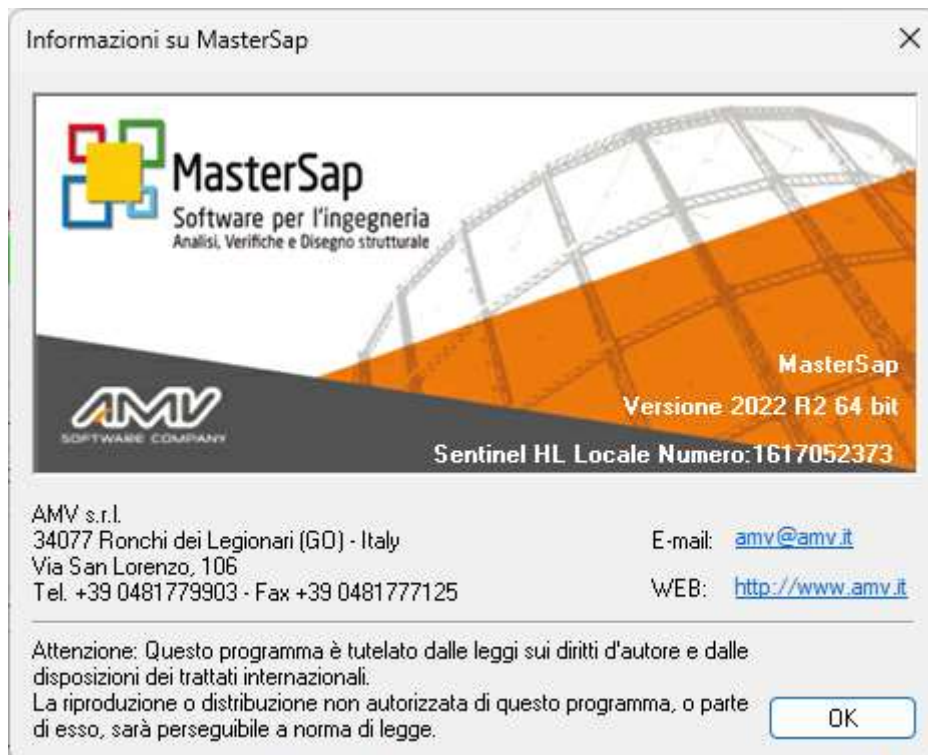 Informazioni su MasterSap
MasterSap
Software per l'ingegneria
Analisi, Verifiche e Disegno strutturale
MasterSap
Versione 2022 R2 64 bit
AMV
SOFTWARE COMPANY
Sentinel HL Locale Numero:1617052373
AMV s.r.l.
34077 Ronchi dei Legionari (GO) - Italy
Via San Lorenzo, 106
Tel. +39 0481779903 - Fax +39 0481777125
E-mail: amv@amv.it
WEB: http://www.amv.it
Attenzione: Questo programma è tutelato dalle leggi sui diritti d'autore e dalle
disposizioni dei trattati internazionali.
La riproduzione o distribuzione non autorizzata di questo programma, o parte
di esso, sarà perseguibile a norma di legge.
OK